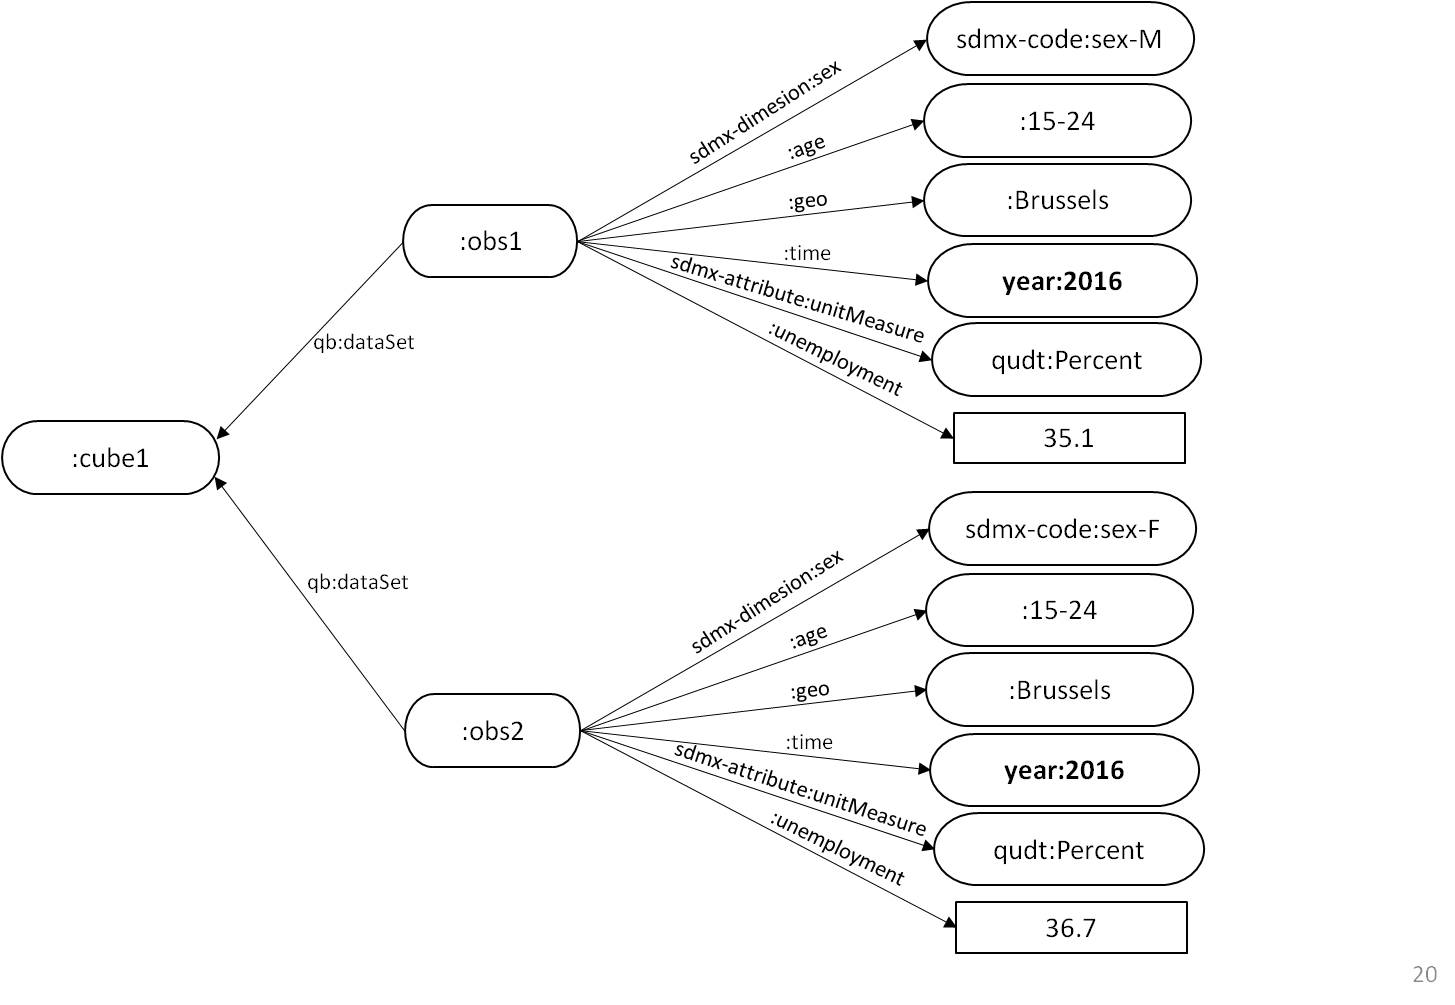 sdmx-code:sex-M
sdmx-dimesion:sex
:15-24
:age
:Brussels
:geo
:obs1
:time
year:2016
sdmx-attribute:unitMeasure
qb:dataSet
:unemployment
qudt:Percent
35.1
:cube1
sdmx-code:sex-F
qb:dataSet
sdmx-dimesion:sex
:15-24
:age
:Brussels
:geo
:obs2
:time
year:2016
sdmx-attribute:unitMeasure
:unemployment
qudt:Percent
36.7
20